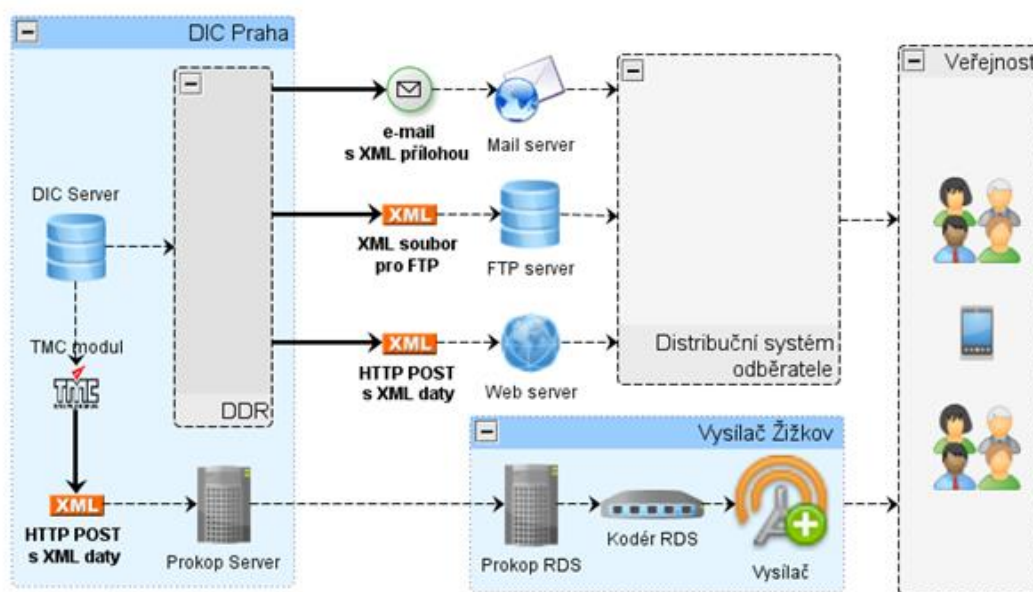 DIC Praha
Veřejnost
e-mail
s XML přílohou
Mail server
DIC Server
XML
XML soubor
pro FTP
FTP server
TMC modul
TMC
XML
HTTP POST
s XML daty
Web server
Distribuční systém
odběratele
DDR
Vysílač Žižkov
XML
HTTP POST
s XML daty
Prokop Server
Prokop RDS
Kodér RDS
Vysílač